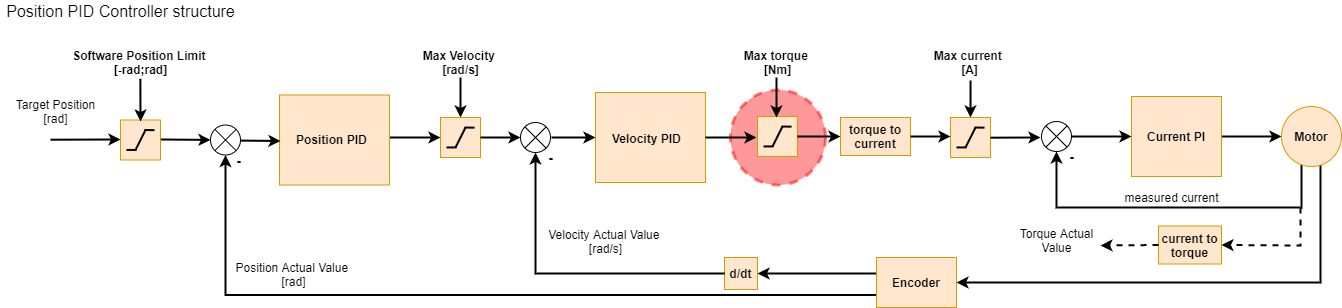 Position PID Controller structure
Software Position Limit
[-rad;rad]
Max Velocity
[rad/s]
Max torque
[Nm]
Max current
[A]
Target Position
[rad]
Position PID
Velocity PID
torque to
current
Current PI
Motor
-
-
-
measured current
Velocity Actual Value
[rad/s]
Torque Actual
Value
current to
torque
Position Actual Value
[rad]
d/dt
Encoder